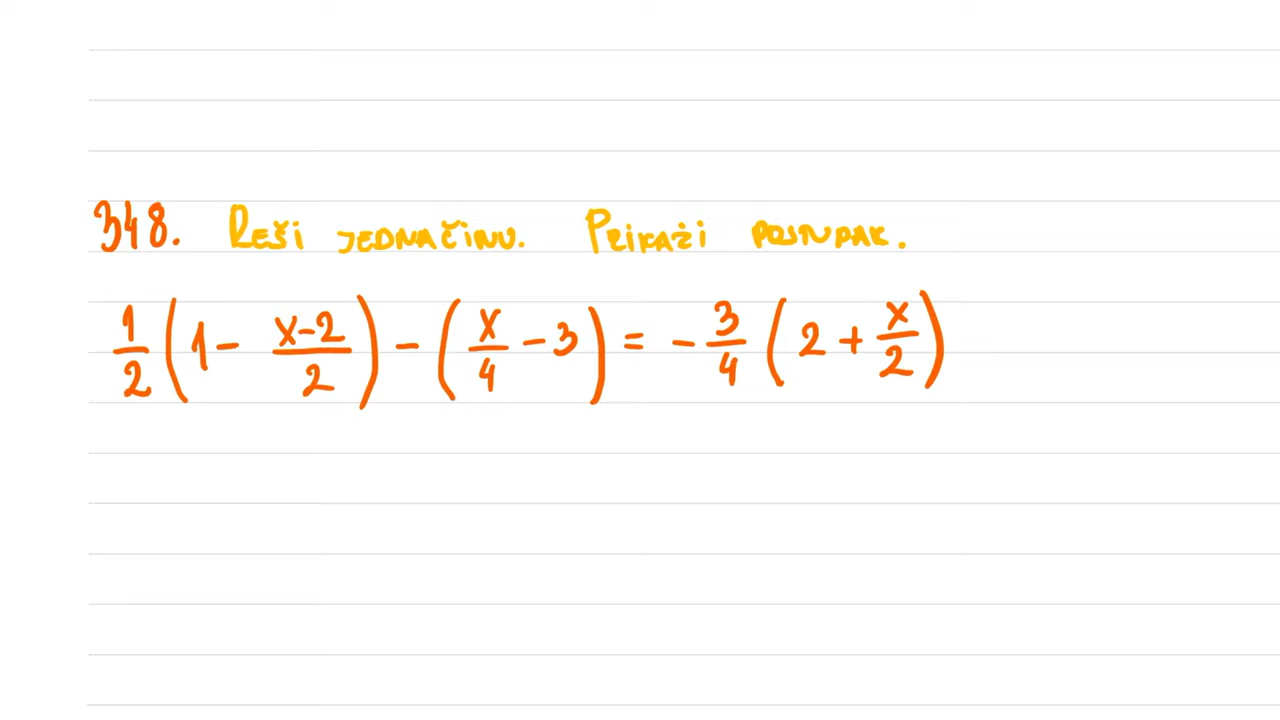 348. Reši jednačinu. Prikaži postupak.
1/2 (1 - (x-2)/2) - (x/4 - 3) = - 3/4 (2 + x/2)